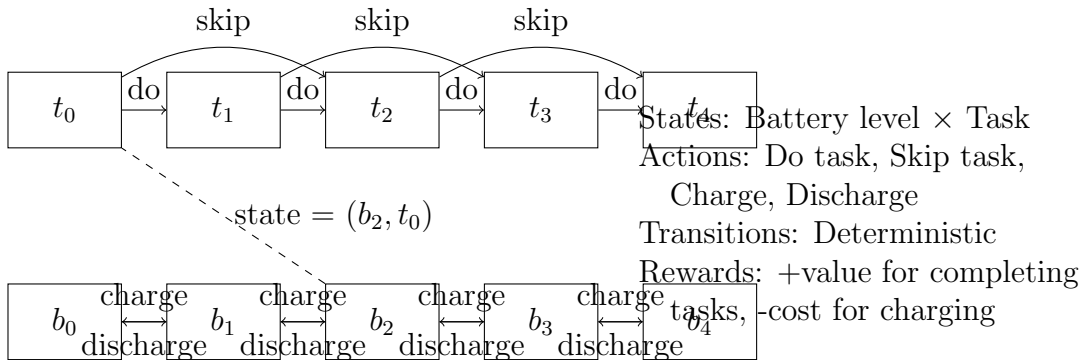 skip skip skip
t₀ do t₁ do t₂ do t₃ do t₄
States: Battery level × Task
Actions: Do task, Skip task,
Charge, Discharge
Transitions: Deterministic
Rewards: +value for completing
tasks, -cost for charging
state = (b₂, t₀)
charge charge charge charge
b₀ b₁ b₂ b₃ b₄
discharge discharge discharge discharge